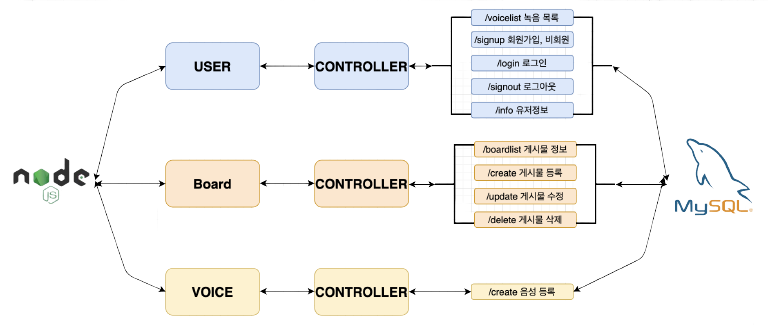 /voicelist 녹음 목록
/signup 회원가입, 비회원
USER
CONTROLLER
/login 로그인
/signout 로그아웃
/info 유저정보
/boardlist 게시물 정보
/create 게시물 등록
node
JS
Board
CONTROLLER
/update 게시물 수정
/delete 게시물 삭제
MySQL®
VOICE
CONTROLLER
/create 음성 등록